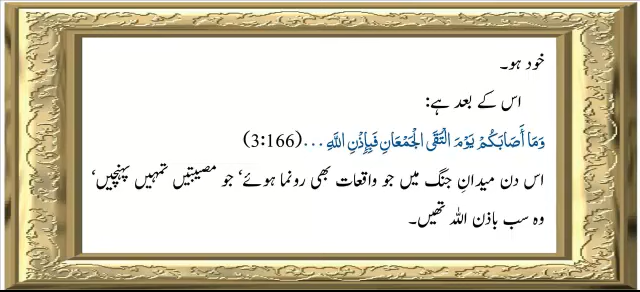 خود ہو۔
اس کے بعد ہے:
وَمَا أَصَابَكُمْ يَوْمَ الْتَقَى الْجَمْعَانِ فَبِإِذْنِ اللَّهِ ...(3:166)
اس دن میدانِ جنگ میں جو واقعات بھی رونما ہوئے‘ جو مصیبتیں تمہیں پہنچیں‘
وہ سب باذن اللہ تھیں۔